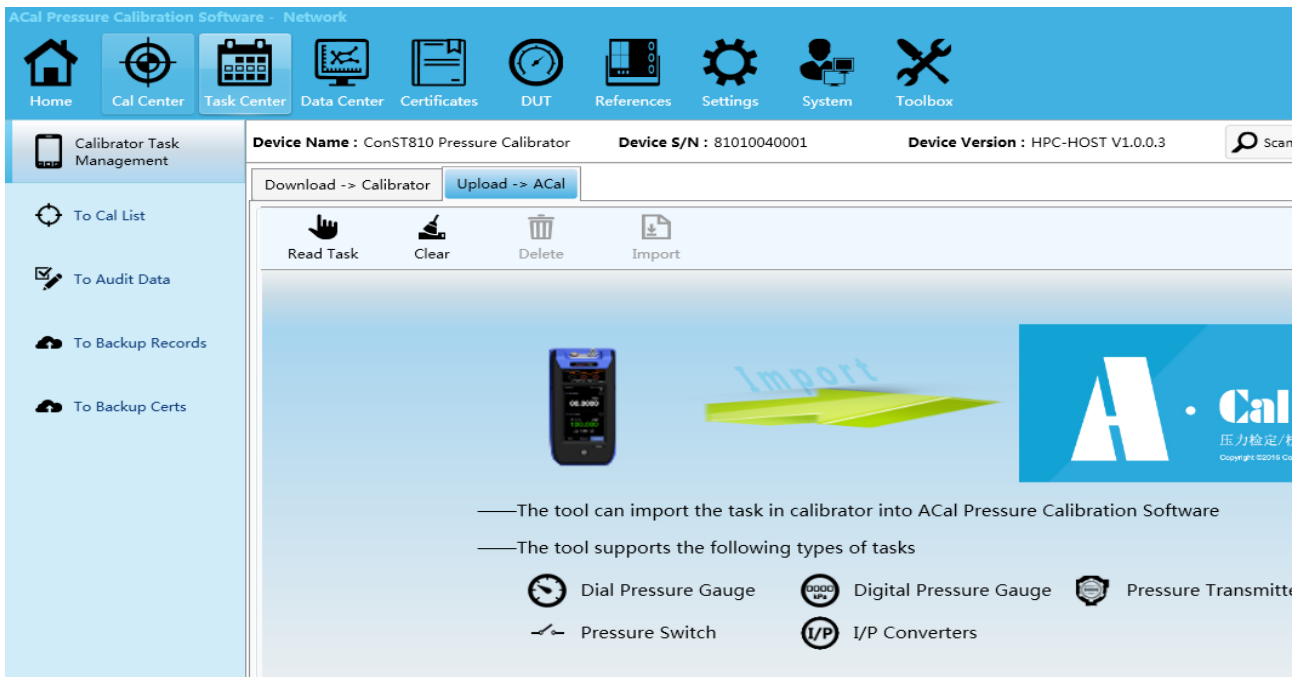 ACal Pressure Calibration Software - Network
Home Cal Center Task Center Data Center Certificates DUT References Settings System Toolbox
Calibrator Task
Management
Device Name : ConST810 Pressure Calibrator Device S/N : 81010040001 Device Version : HPC-HOST V1.0.0.3 Scan
Download -> Calibrator Upload -> ACal
To Cal List
Read Task Clear Delete Import
To Audit Data
To Backup Records
To Backup Certs
Import
A · Cal
压力检定/
——The tool can import the task in calibrator into ACal Pressure Calibration Software
——The tool supports the following types of tasks
Dial Pressure Gauge Digital Pressure Gauge Pressure Transmitte
Pressure Switch I/P I/P Converters